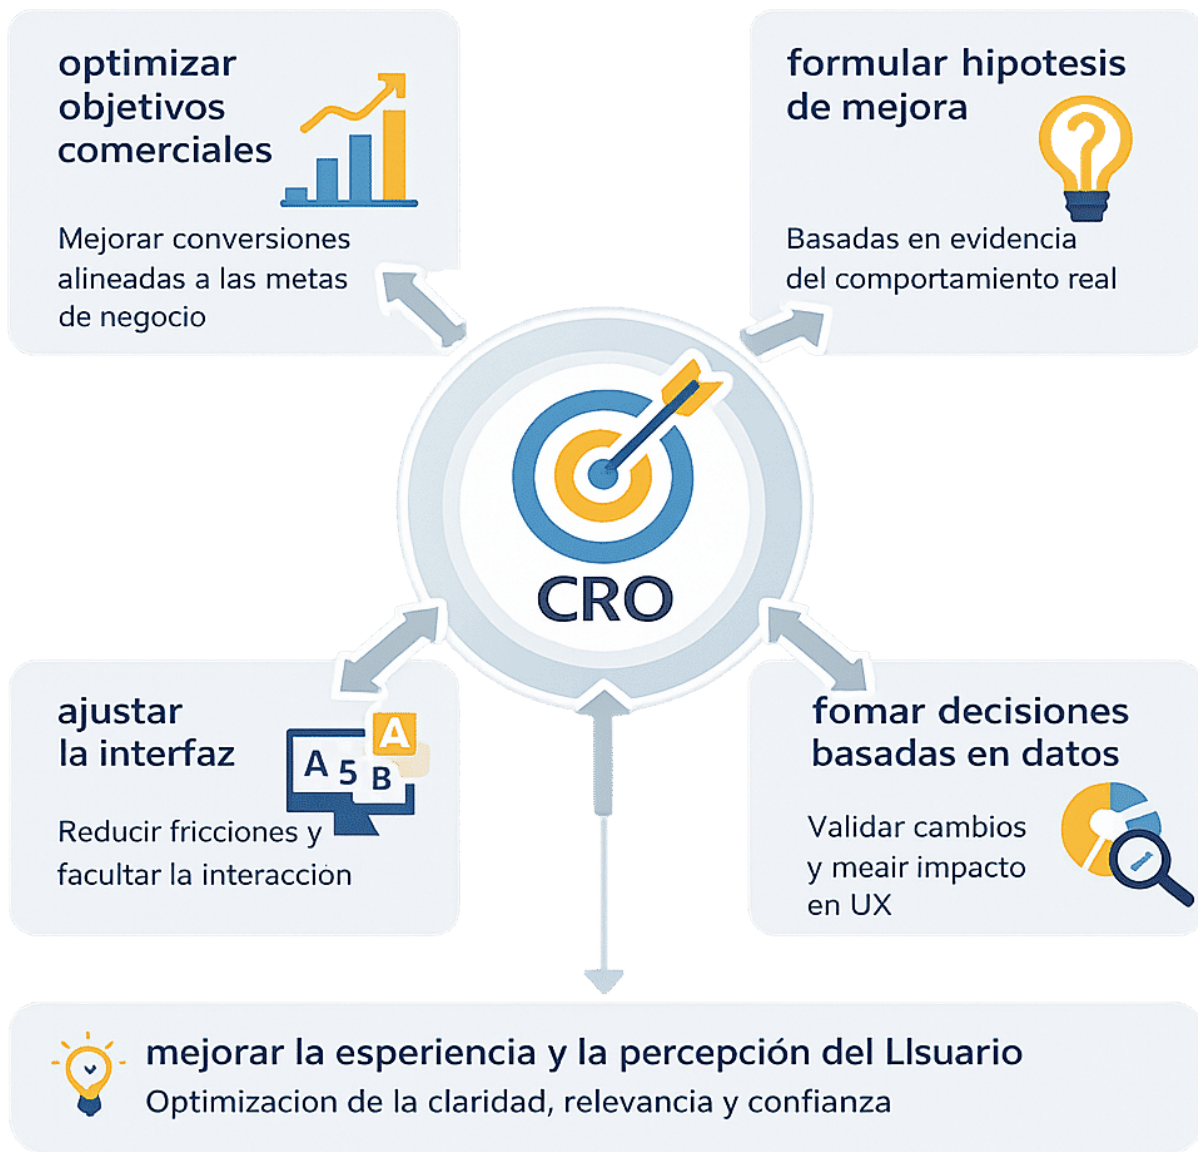 optimizar
objetivos
comerciales
Mejorar conversiones
alineadas a las metas
de negocio
formular hipotesis
de mejora
Basadas en evidencia
del comportamiento real
CRO
ajustar
la interfaz
A
A 5 B
Reducir fricciones y
facultar la interacción
fomar decisiones
basadas en datos
Validar cambios
y meair impacto
en UX
mejorar la esperiencia y la percepción del LIsuario
Optimizacion de la claridad, relevancia y confianza